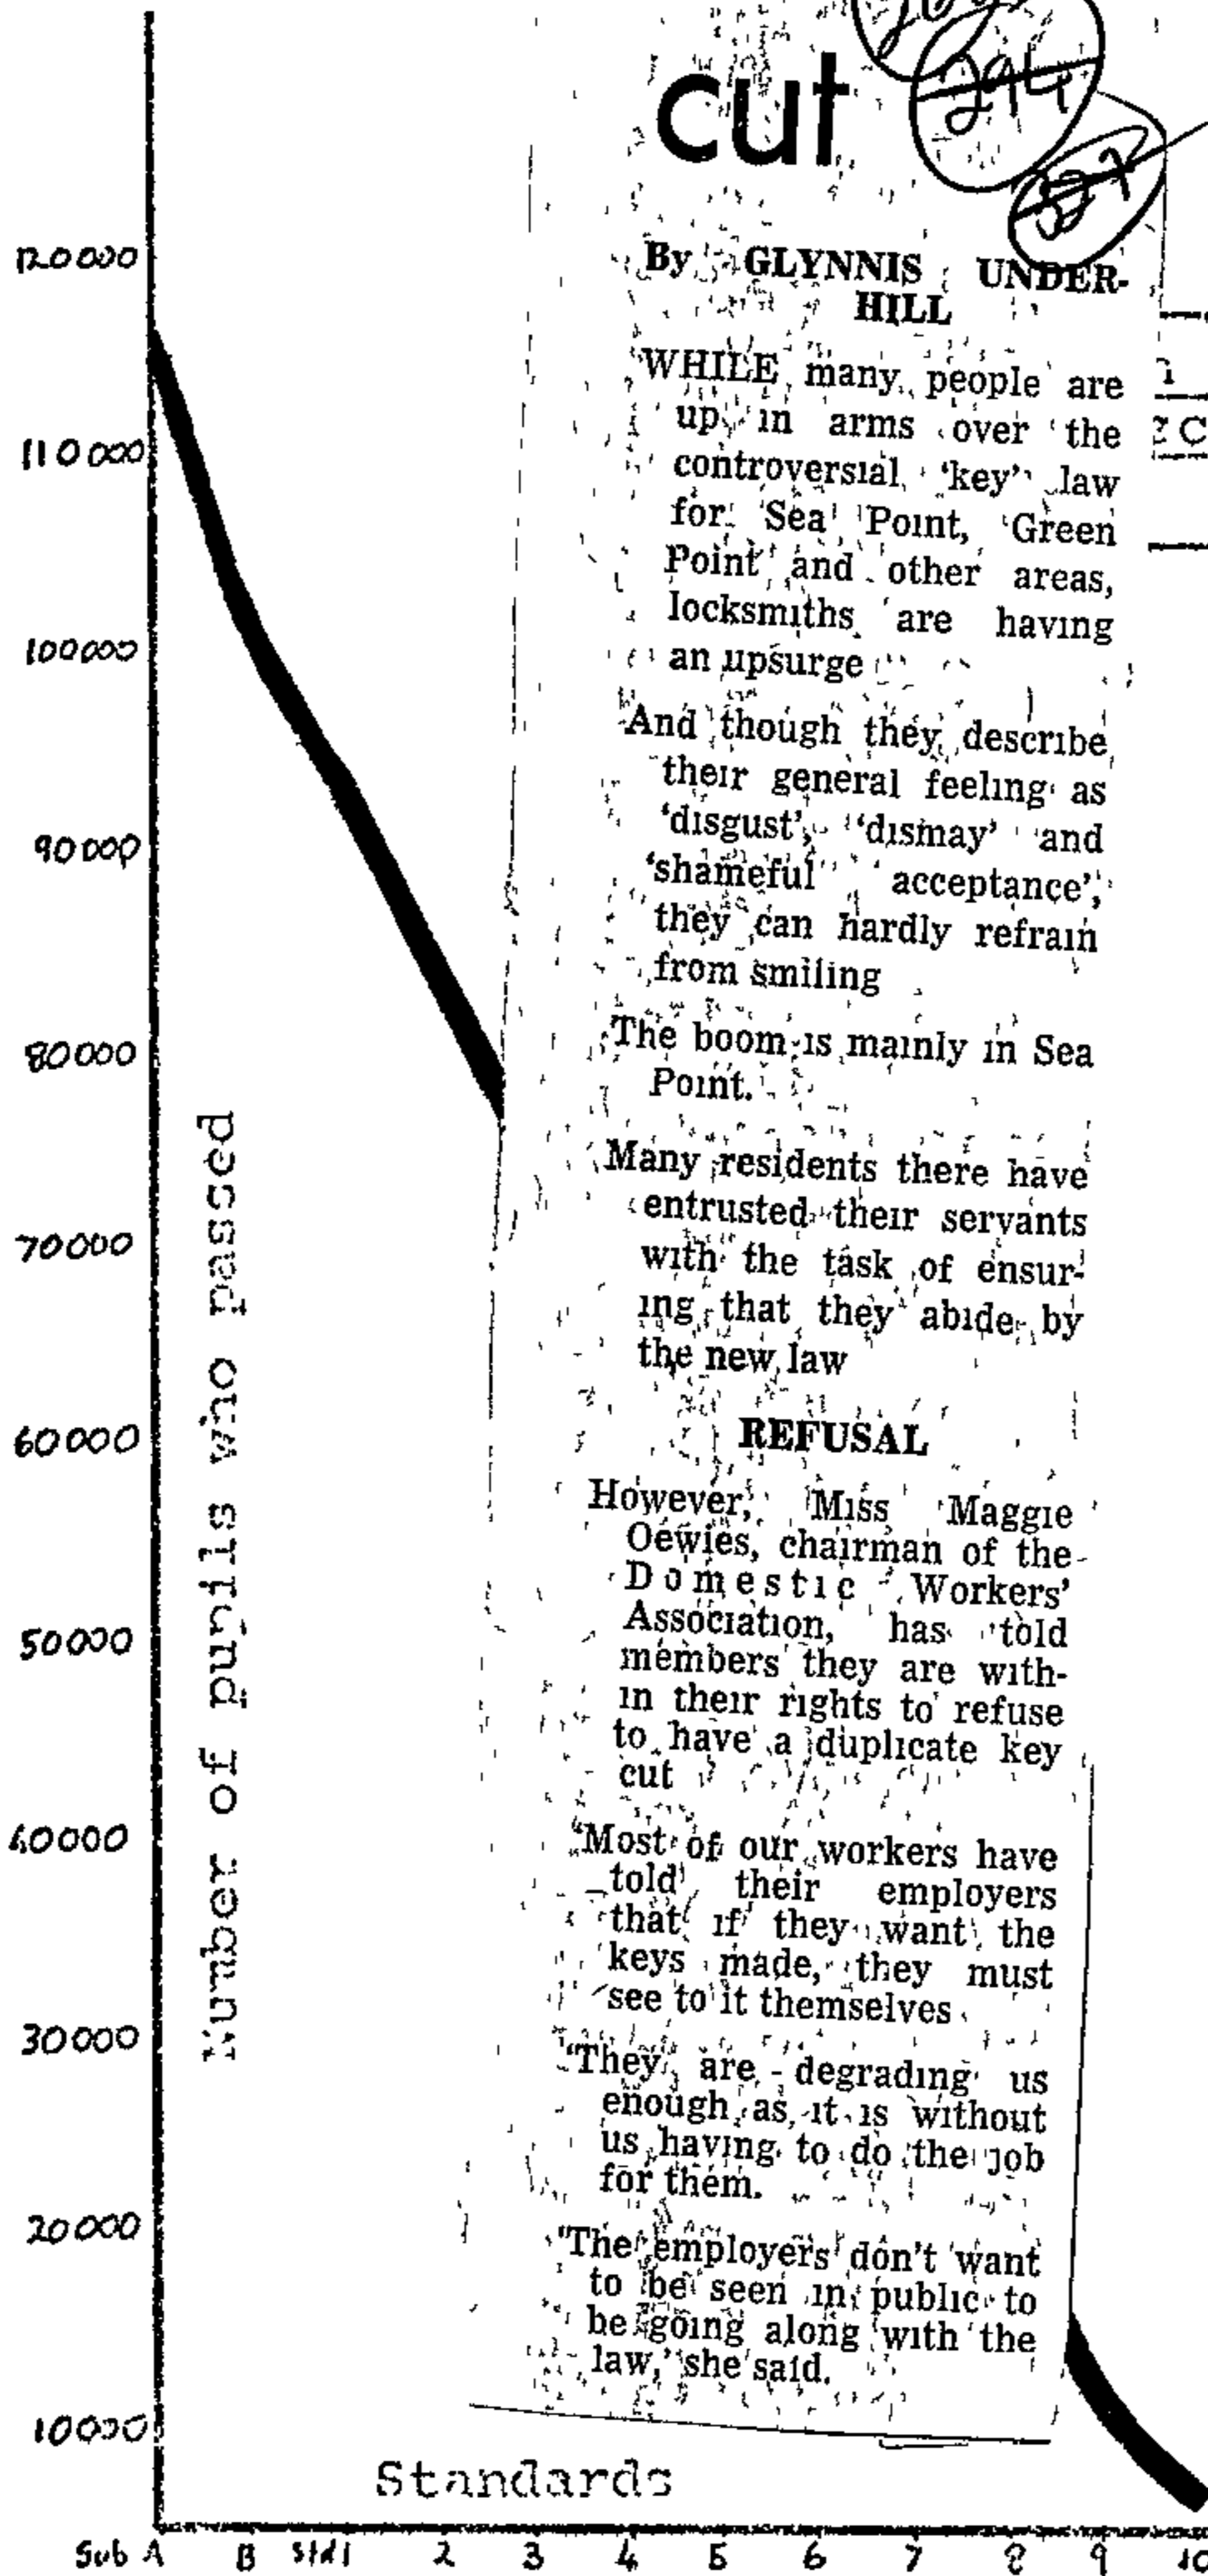 cut
294
327
By GLYNNIS UNDER-
HILL
WHILE many people are
up in arms over the
controversial 'key' law
for Sea Point, Green
Point and other areas,
locksmiths are having
an upsurge
And though they describe
their general feeling as
'disgust', 'dismay' and
'shameful acceptance',
they can hardly refrain
from smiling
The boom is mainly in Sea
Point.
Many residents there have
entrusted their servants
with the task of ensur-
ing that they abide by
the new law
REFUSAL
However, Miss Maggie
Oewies, chairman of the
Domestic Workers'
Association, has told
members they are with-
in their rights to refuse
to have a duplicate key
cut
'Most of our workers have
told their employers
that if they want the
keys made, they must
see to it themselves
'They are degrading us
enough as it is without
us having to do the job
for them.
'The employers don't want
to be seen in public to
be going along with the
law,' she said.
Number of pupils who passed
120000
110000
100000
90000
80000
70000
60000
50000
40000
30000
20000
10000
Standards
Sub A B Std 1 2 3 4 5 6 7 8 9 10